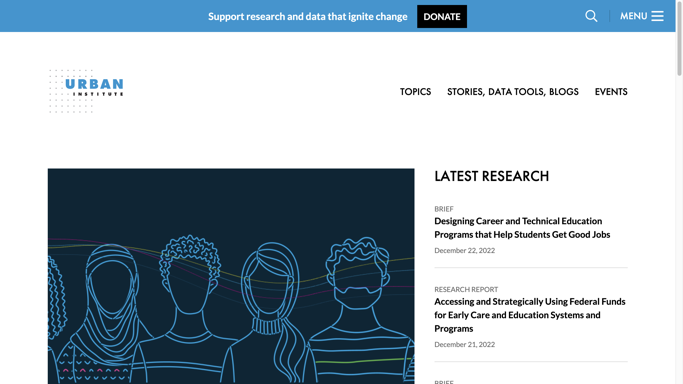 Support research and data that ignite change DONATE MENU
URBAN
INSTITUTE
TOPICS STORIES, DATA TOOLS, BLOGS EVENTS
LATEST RESEARCH
BRIEF
Designing Career and Technical Education
Programs that Help Students Get Good Jobs
December 22, 2022
RESEARCH REPORT
Accessing and Strategically Using Federal Funds
for Early Care and Education Systems and
Programs
December 21, 2022
BRIEF